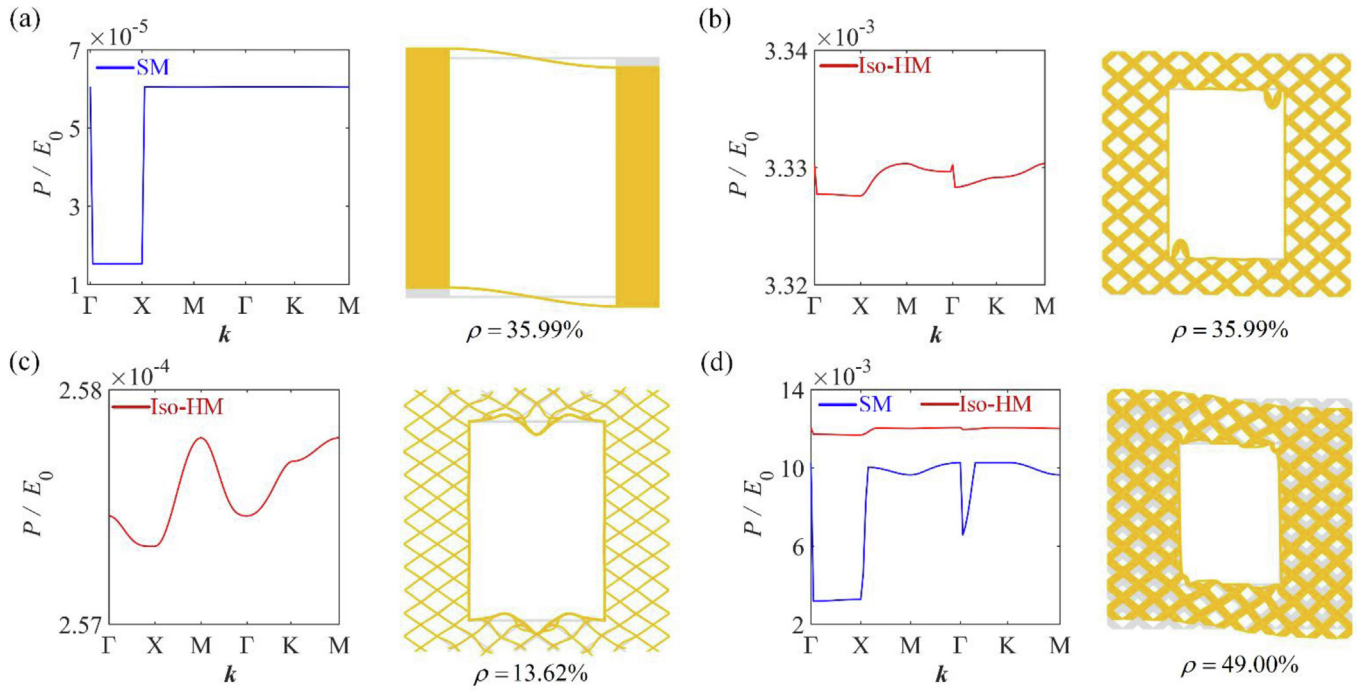 (a)
×10⁻⁵
7
5
3
1
P / E₀
SM
Γ X M Γ K M
k
ρ = 35.99%
(b)
×10⁻³
3.34
3.33
3.32
P / E₀
Iso-HM
Γ X M Γ K M
k
ρ = 35.99%
(c)
×10⁻⁴
2.58
2.57
P / E₀
Iso-HM
Γ X M Γ K M
k
ρ = 13.62%
(d)
×10⁻³
14
10
6
2
P / E₀
SM Iso-HM
Γ X M Γ K M
k
ρ = 49.00%